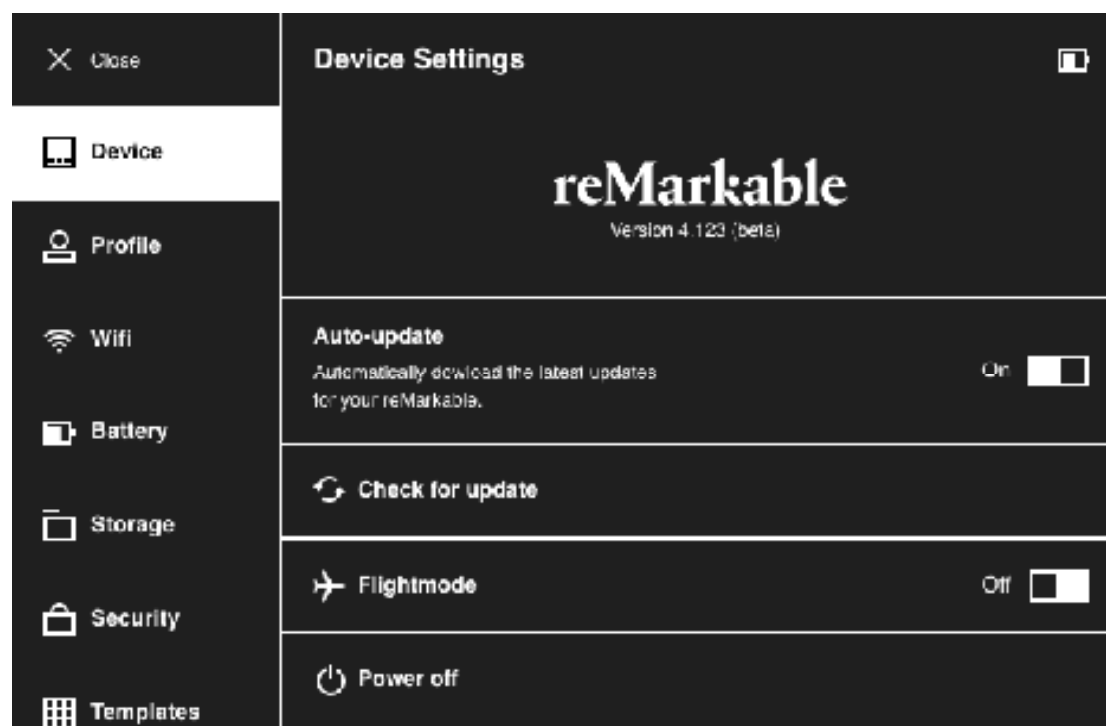 Close
Device Settings
Device
reMarkable
Version 4.123 (beta)
Profile
Wifi
Auto-update
Automatically dowload the latest updates
for your reMarkable.
On
Battery
Check for update
Storage
Flightmode
Off
Security
Power off
Templates